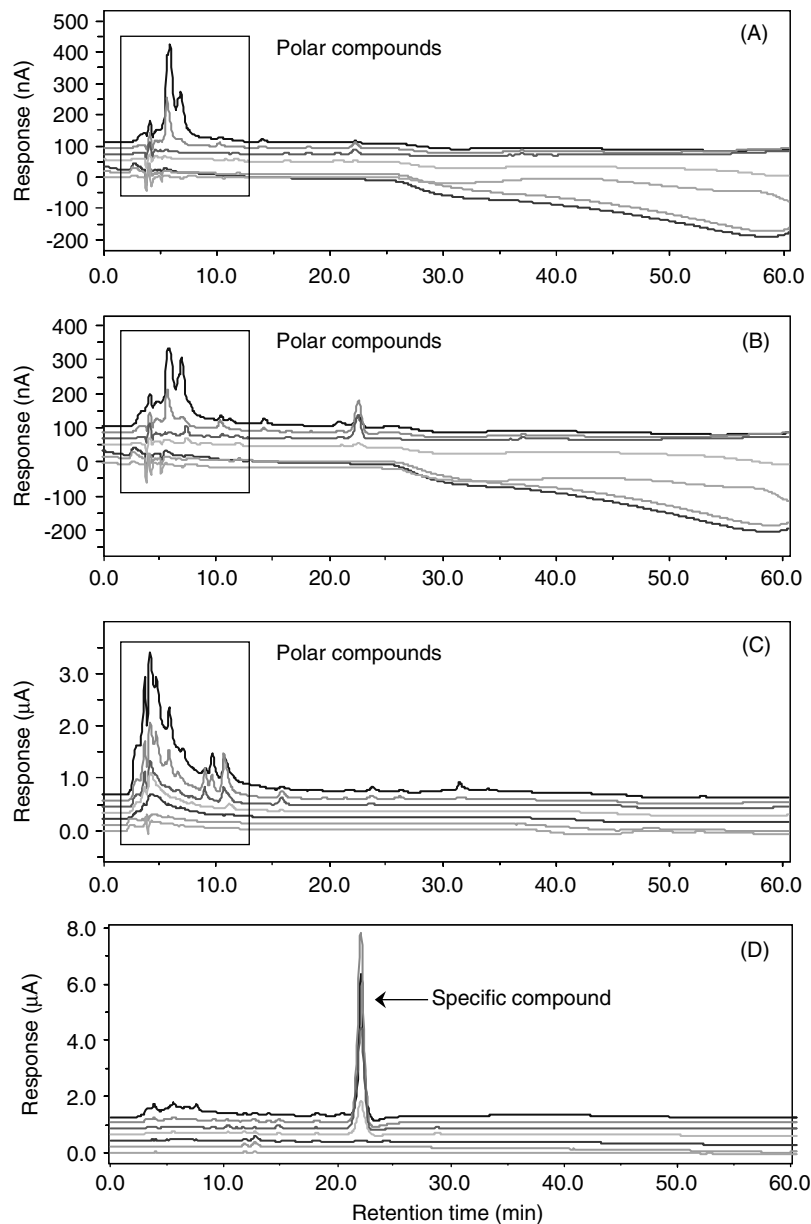 (A)
Polar compounds
Response (nA)
500
400
300
200
100
0
-100
-200
0.0 10.0 20.0 30.0 40.0 50.0 60.0
(B)
Polar compounds
Response (nA)
400
300
200
100
0
-100
-200
0.0 10.0 20.0 30.0 40.0 50.0 60.0
(C)
Polar compounds
Response (µA)
3.0
2.0
1.0
0.0
0.0 10.0 20.0 30.0 40.0 50.0 60.0
(D)
Specific compound
Response (µA)
8.0
6.0
4.0
2.0
0.0
0.0 10.0 20.0 30.0 40.0 50.0 60.0
Retention time (min)